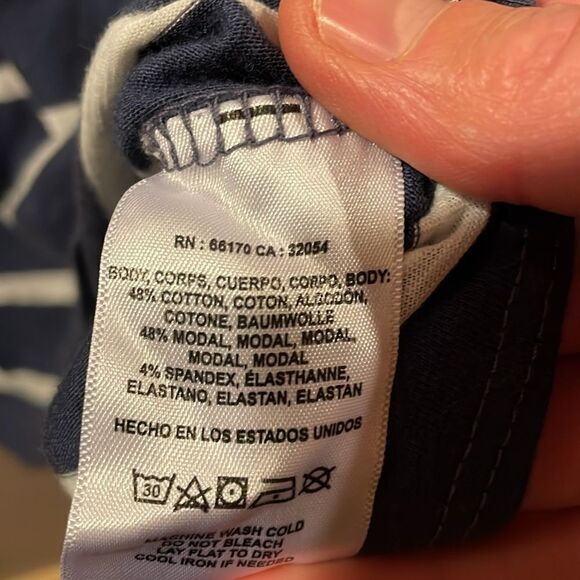 RN : 66170 CA : 32054
BODY, CORPS, CUERPO, CORPO, BODY:
48% COTTON, COTON, ALGODON,
COTONE, BAUMWOLLE
48% MODAL, MODAL, MODAL,
MODAL, MODAL
4% SPANDEX, ÉLASTHANNE,
ELASTANO, ELASTAN, ELASTAN
HECHO EN LOS ESTADOS UNIDOS
30
MACHINE WASH COLD
DO NOT BLEACH
LAY FLAT TO DRY
COOL IRON IF NEEDED